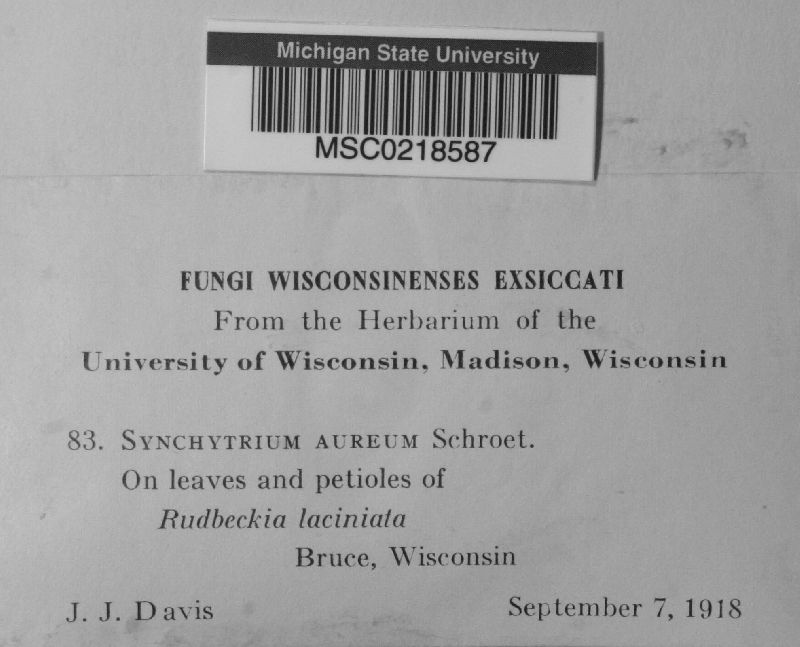 Michigan State University
MSC0218587
FUNGI WISCONSINENSES EXSICCATI
From the Herbarium of the
University of Wisconsin, Madison, Wisconsin
83. SYNCHYTRIUM AUREUM Schroet.
On leaves and petioles of
Rudbeckia laciniata
Bruce, Wisconsin
J. J. Davis September 7, 1918